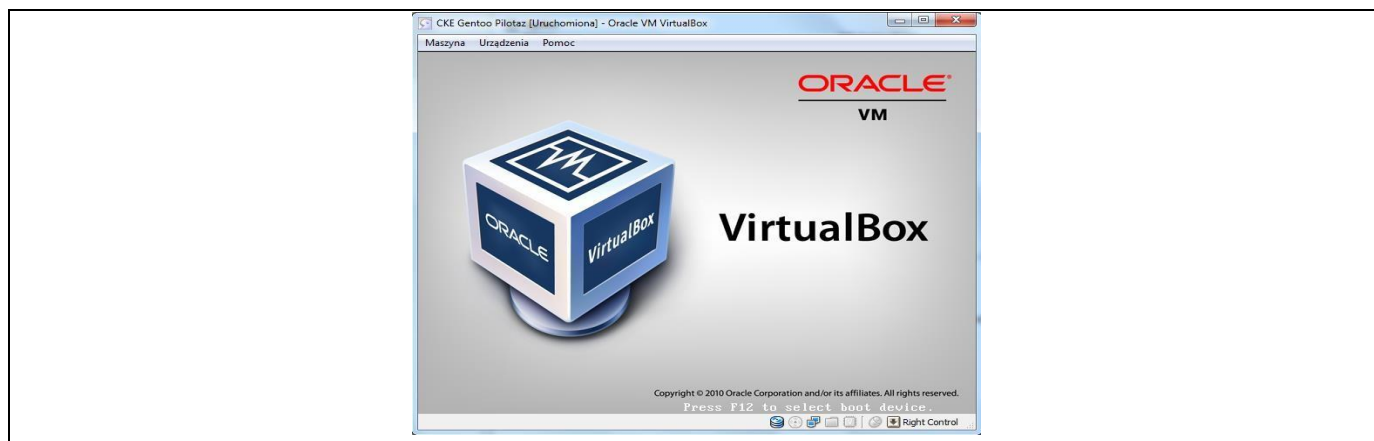 CKE Gentoo Pilotaz [Uruchomiona] - Oracle VM VirtualBox
Maszyna Urządzenia Pomoc
ORACLE®
VM
ORACLE
VirtualBox
VirtualBox
Copyright © 2010 Oracle Corporation and/or its affiliates. All rights reserved.
Press F12 to select boot device.
Right Control